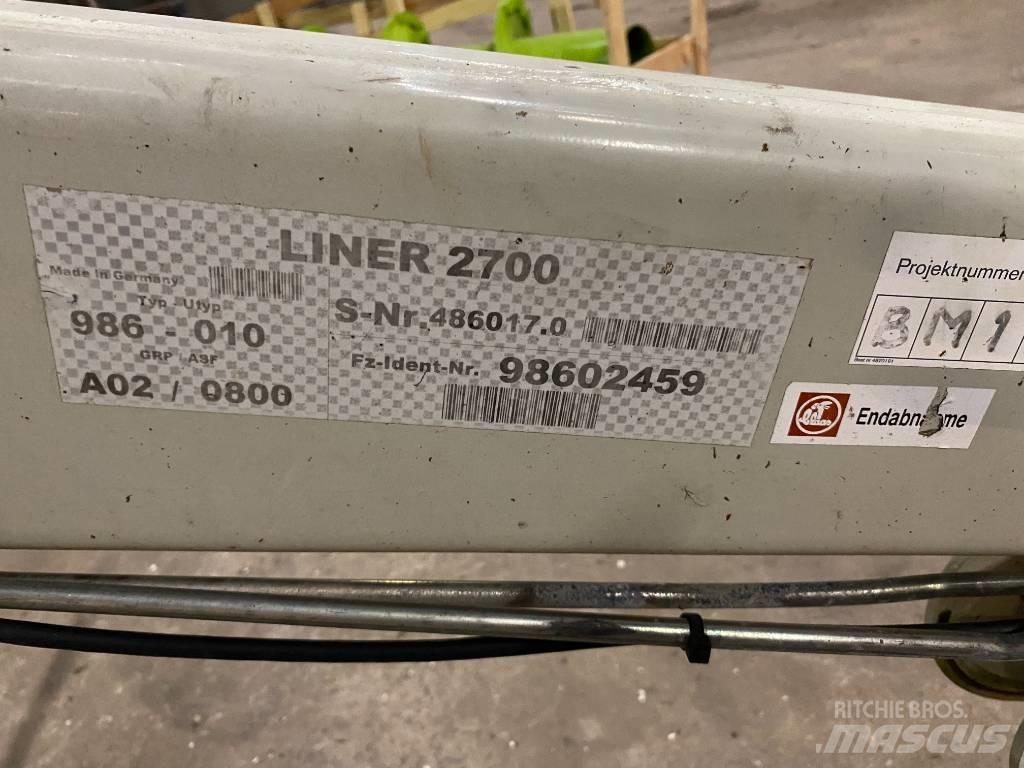 LINER 2700
Made in Germany
Typ - Utyp
986 - 010
GRP / ASF
A02 / 0800
S-Nr. 486017.0
Fz-Ident-Nr. 98602459
Projektnummer
BM1
Endabnahme
RITCHIE BROS.
MASCUS